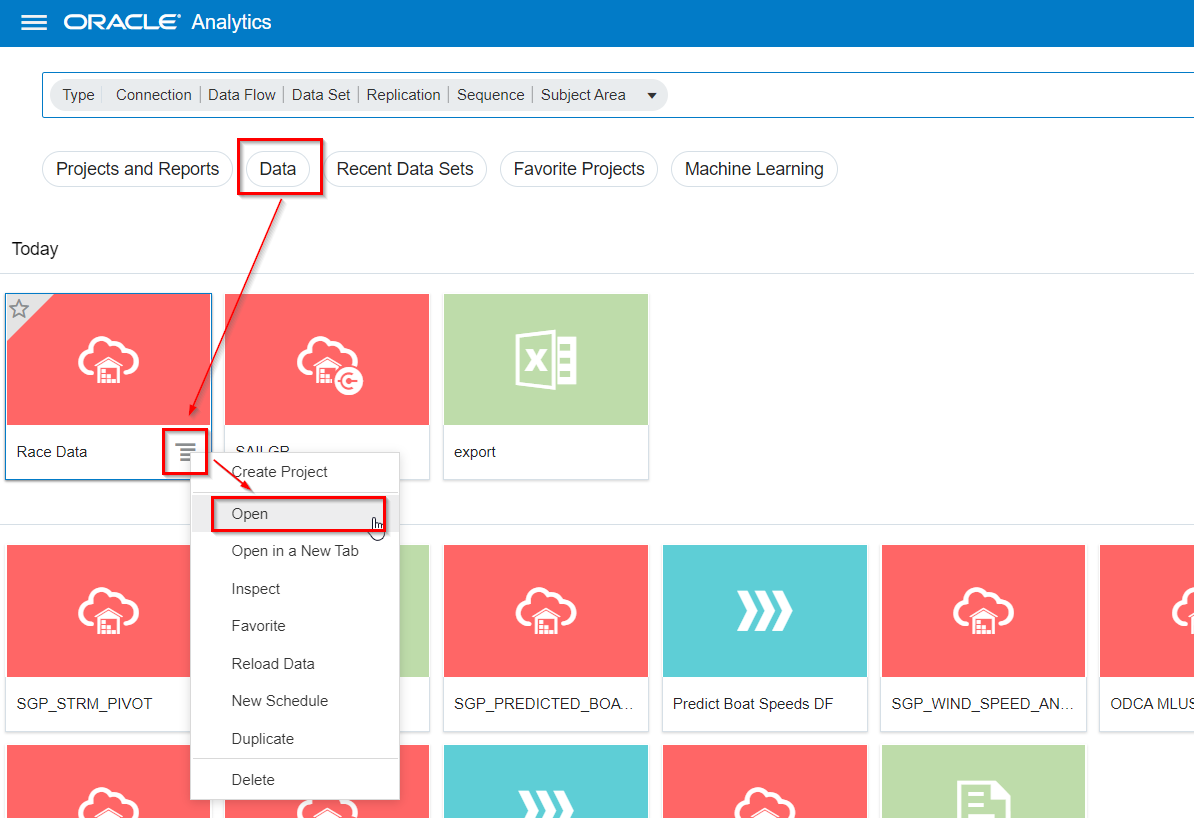 ORACLE Analytics
Type Connection Data Flow Data Set Replication Sequence Subject Area
Projects and Reports Data Recent Data Sets Favorite Projects Machine Learning
Today
Race Data
export
Create Project
Open
Open in a New Tab
Inspect
Favorite
Reload Data
New Schedule
Duplicate
Delete
SGP_STRM_PIVOT
SGP_PREDICTED_BOA...
Predict Boat Speeds DF
SGP_WIND_SPEED_AN...
ODCA MLUS